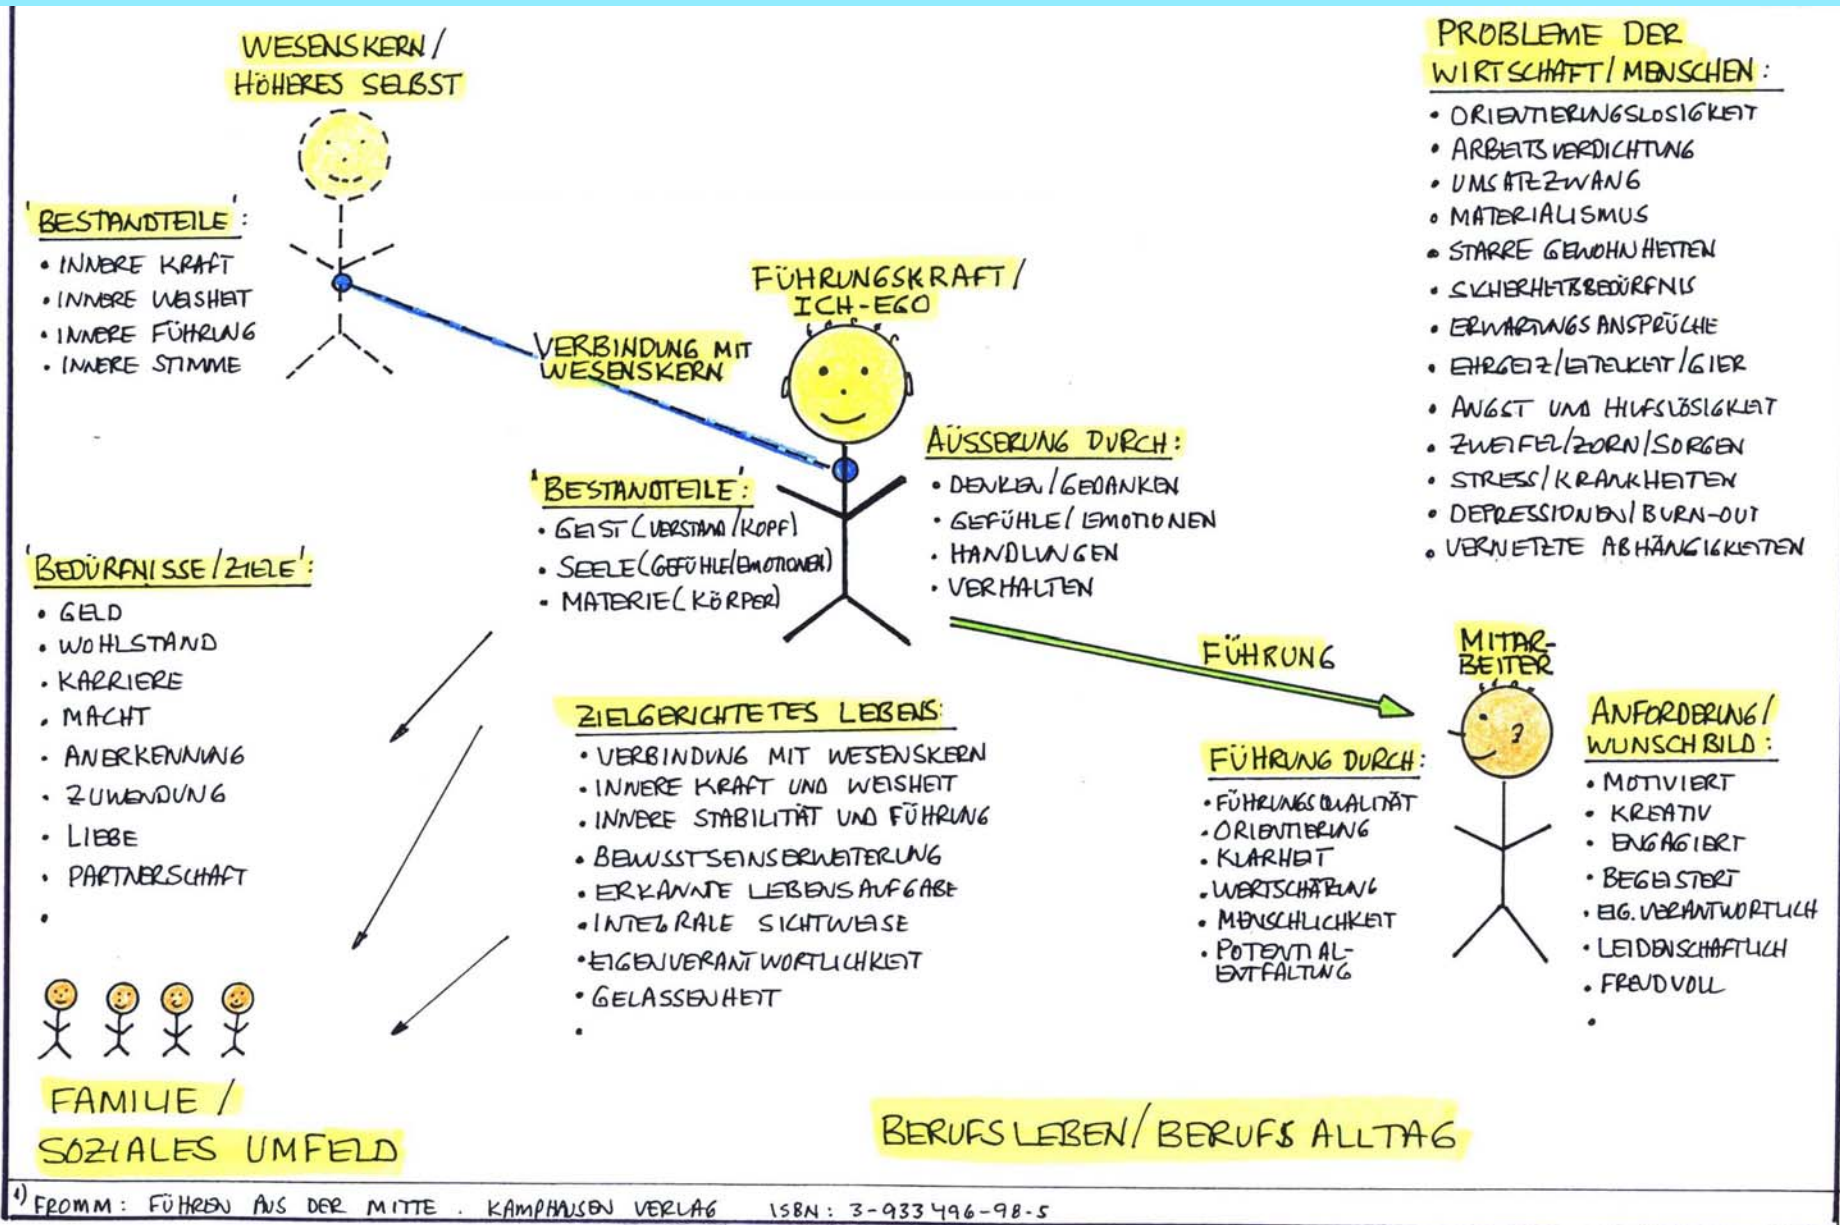 WESENSKERN/
HÖHERES SELBST
'BESTANDTEILE':
• INNERE KRAFT
• INNERE WEISHEIT
• INNERE FÜHRUNG
• INNERE STIMME
VERBINDUNG MIT
WESENSKERN
FÜHRUNGSKRAFT/
ICH-EGO
'BESTANDTEILE':
• GEIST (VERSTAND/KOPF)
• SEELE (GEFÜHLE/EMOTIONEN)
• MATERIE (KÖRPER)
ÄUSSERUNG DURCH:
• DENKEN/GEDANKEN
• GEFÜHLE/EMOTIONEN
• HANDLUNGEN
• VERHALTEN
PROBLEME DER
WIRTSCHAFT/MENSCHEN:
• ORIENTIERUNGSLOSIGKEIT
• ARBEITSVERDICHTUNG
• UMSATZZWANG
• MATERIALISMUS
• STARRE GEWOHNHEITEN
• SICHERHEITSBEDÜRFNIS
• ERWARTUNGSANSPRÜCHE
• EHRGEIZ/EITELKEIT/GIER
• ANGST UND HILFSLÖSIGKEIT
• ZWEIFEL/ZORN/SORGEN
• STRESS/KRANKHEITEN
• DEPRESSIONEN/BURN-OUT
• VERNETZTE ABHÄNGIGKEITEN
'BEDÜRFNISSE/ZIELE':
• GELD
• WOHLSTAND
• KARRIERE
• MACHT
• ANERKENNUNG
• ZUWENDUNG
• LIEBE
• PARTNERSCHAFT
•
ZIELGERICHTETES LEBENS:
• VERBINDUNG MIT WESENSKERN
• INNERE KRAFT UND WEISHEIT
• INNERE STABILITÄT UND FÜHRUNG
• BEWUSSTSEINSERWEITERUNG
• ERKANNTE LEBENSAUFGABE
• INTEGRALE SICHTWEISE
• EIGENVERANTWORTLICHKEIT
• GELASSENHEIT
•
FÜHRUNG
FÜHRUNG DURCH:
• FÜHRUNGSQUALITÄT
• ORIENTIERUNG
• KLARHEIT
• WERTSCHÄTZUNG
• MENSCHLICHKEIT
• POTENTIAL-
ENTFALTUNG
MITAR-
BEITER
ANFORDERUNG/
WUNSCHBILD:
• MOTIVIERT
• KREATIV
• ENGAGIERT
• BEGEISTERT
• EIG.VERANTWORTLICH
• LEIDENSCHAFTLICH
• FREUDVOLL
•
FAMILIE/
SOZIALES UMFELD
BERUFSLEBEN/BERUFSALLTAG
1) FROMM: FÜHREN AUS DER MITTE. KAMPHAUSEN VERLAG ISBN: 3-933496-98-5